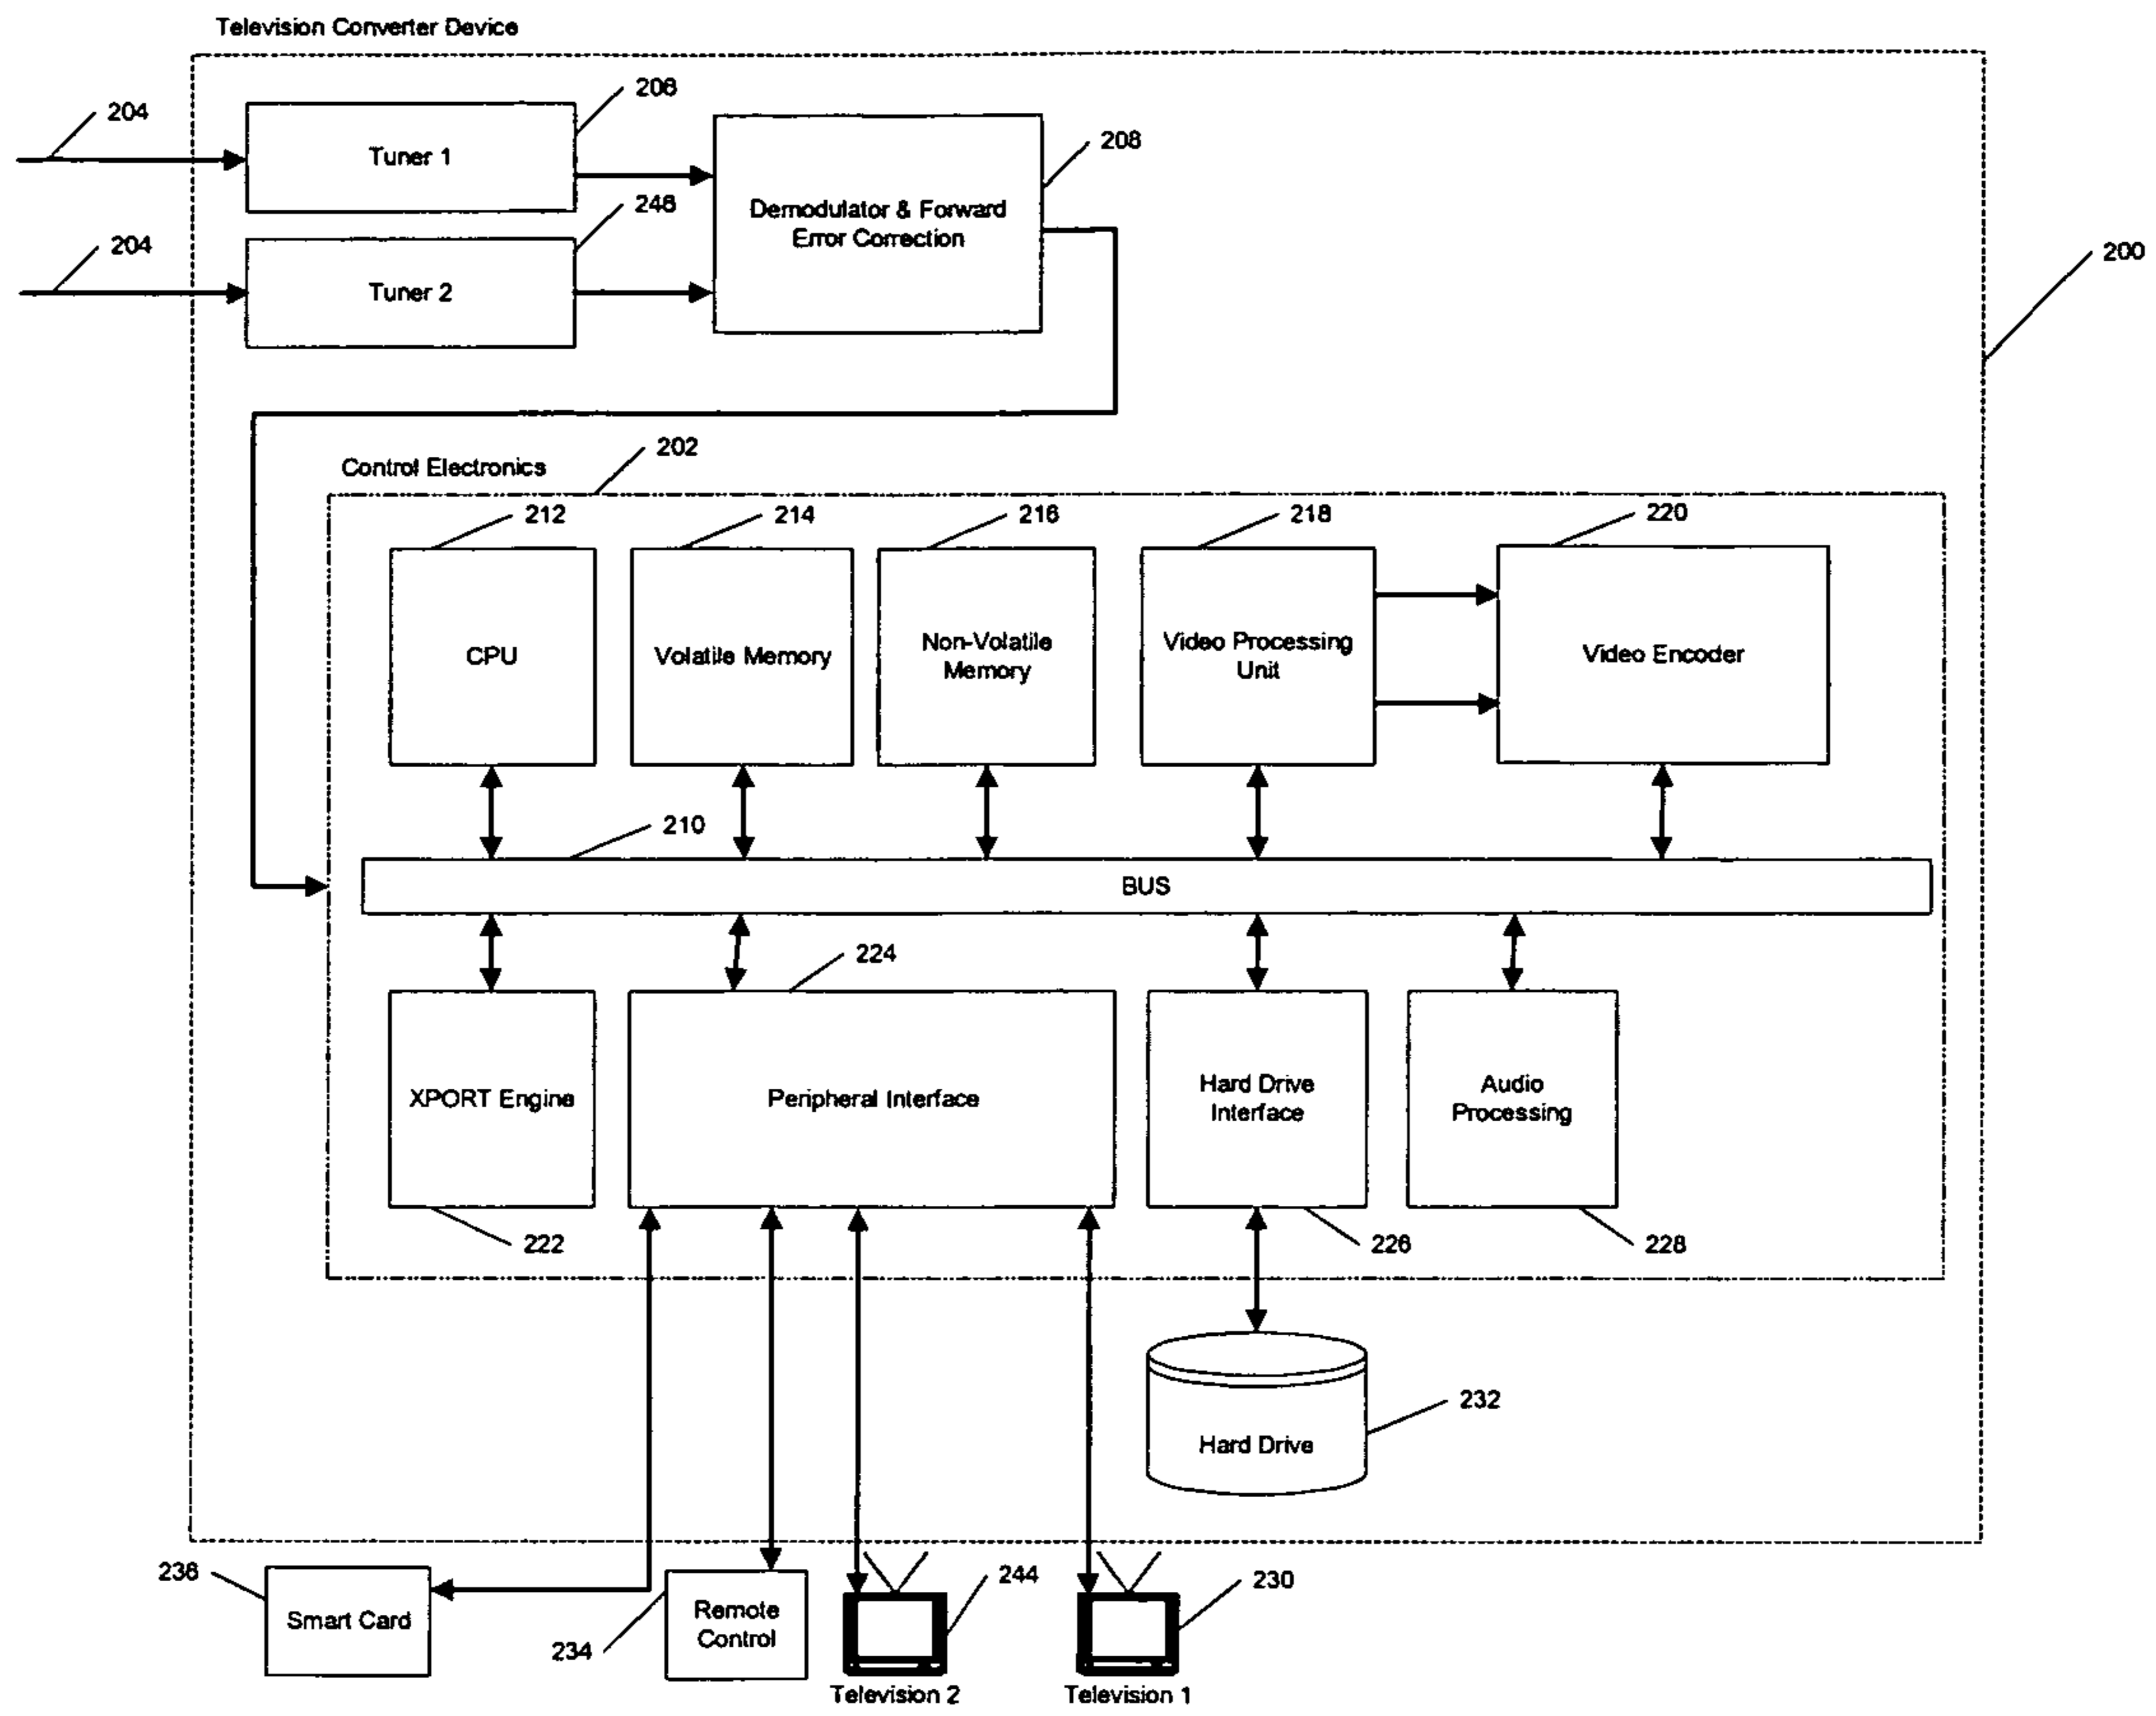 Television Converter Device
204
206
Tuner 1
208
Demodulator & Forward
Error Correction
204
246
Tuner 2
200
202
Control Electronics
212
214
216
218
220
CPU
Volatile Memory
Non-Volatile
Memory
Video Processing
Unit
Video Encoder
210
BUS
224
XPORT Engine
Peripheral Interface
Hard Drive
Interface
Audio
Processing
222
226
228
232
Hard Drive
236
Smart Card
234
Remote
Control
244
230
Television 2
Television 1